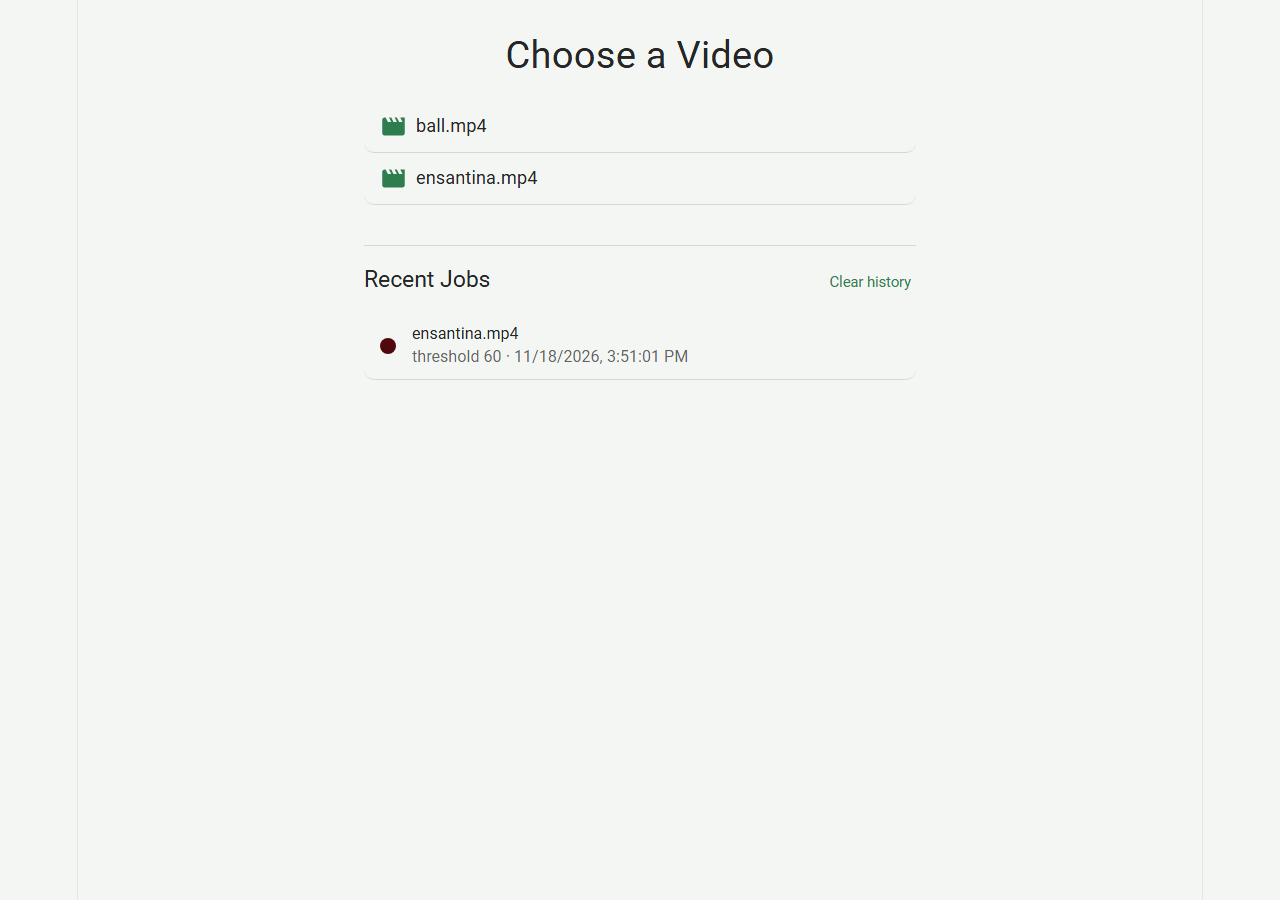 Choose a Video
ball.mp4
ensantina.mp4
Recent Jobs
Clear history
ensantina.mp4
threshold 60 · 11/18/2026, 3:51:01 PM